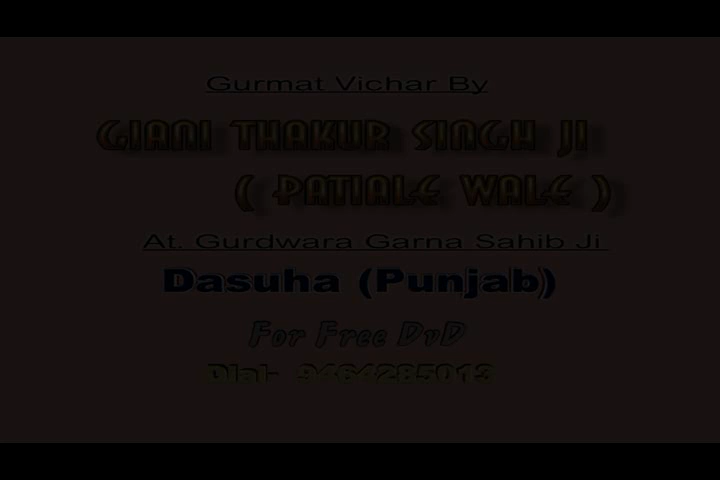 Gurmat Vichar By
GIANI THAKUR SINGH JI
( PATIALE WALE )
At. Gurdwara Garna Sahib Ji
Dasuha (Punjab)
For Free DvD
Dial- 9464285013